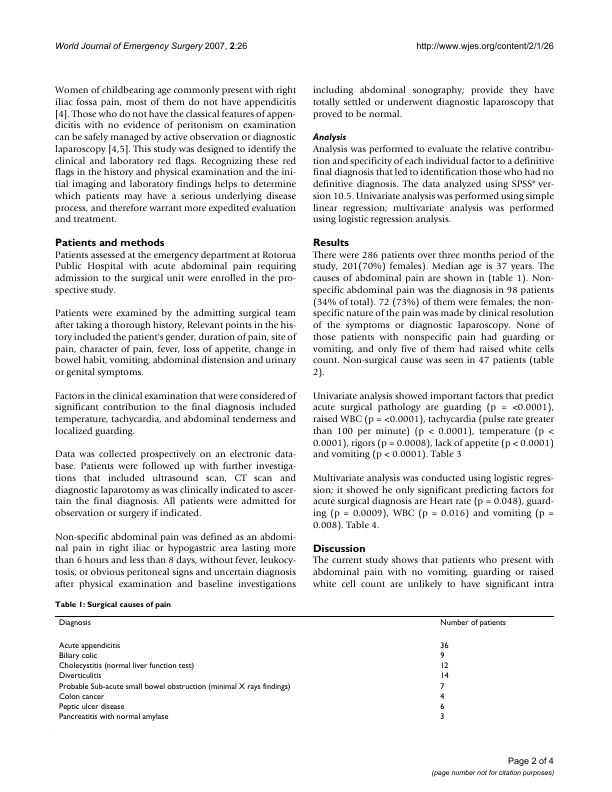 World Journal of Emergency Surgery 2007, 2:26
http://www.wjes.org/content/2/1/26
Women of childbearing age commonly present with right
iliac fossa pain, most of them do not have appendicitis
[4]. Those who do not have the classical features of appen-
dicitis with no evidence of peritonism on examination
can be safely managed by active observation or diagnostic
laparoscopy [4,5]. This study was designed to identify the
clinical and laboratory red flags. Recognizing these red
flags in the history and physical examination and the ini-
tial imaging and laboratory findings helps to determine
which patients may have a serious underlying disease
process, and therefore warrant more expedited evaluation
and treatment.
Patients and methods
Patients assessed at the emergency department at Rotorua
Public Hospital with acute abdominal pain requiring
admission to the surgical unit were enrolled in the pro-
spective study.
Patients were examined by the admitting surgical team
after taking a thorough history, Relevant points in the his-
tory included the patient's gender, duration of pain, site of
pain, character of pain, fever, loss of appetite, change in
bowel habit, vomiting, abdominal distension and urinary
or genital symptoms.
Factors in the clinical examination that were considered of
significant contribution to the final diagnosis included
temperature, tachycardia, and abdominal tenderness and
localized guarding.
Data was collected prospectively on an electronic data-
base. Patients were followed up with further investiga-
tions that included ultrasound scan, CT scan and
diagnostic laparotomy as was clinically indicated to ascer-
tain the final diagnosis. All patients were admitted for
observation or surgery if indicated.
Non-specific abdominal pain was defined as an abdomi-
nal pain in right iliac or hypogastric area lasting more
than 6 hours and less than 8 days, without fever, leukocy-
tosis, or obvious peritoneal signs and uncertain diagnosis
after physical examination and baseline investigations
including abdominal sonography; provide they have
totally settled or underwent diagnostic laparoscopy that
proved to be normal.
Analysis
Analysis was performed to evaluate the relative contribu-
tion and specificity of each individual factor to a definitive
final diagnosis that led to identification those who had no
definitive diagnosis. The data analyzed using SPSS® ver-
sion 10.5. Univariate analysis was performed using simple
linear regression; multivariate analysis was performed
using logistic regression analysis.
Results
There were 286 patients over three months period of the
study, 201(70%) females). Median age is 37 years. The
causes of abdominal pain are shown in (table 1). Non-
specific abdominal pain was the diagnosis in 98 patients
(34% of total). 72 (73%) of them were females; the non-
specific nature of the pain was made by clinical resolution
of the symptoms or diagnostic laparoscopy. None of
those patients with nonspecific pain had guarding or
vomiting, and only five of them had raised white cells
count. Non-surgical cause was seen in 47 patients (table
2).
Univariate analysis showed important factors that predict
acute surgical pathology are guarding (p = <0.0001),
raised WBC (p = <0.0001), tachycardia (pulse rate greater
than 100 per minute) (p < 0.0001), temperature (p <
0.0001), rigors (p = 0.0008), lack of appetite (p < 0.0001)
and vomiting (p < 0.0001). Table 3
Multivariate analysis was conducted using logistic regres-
sion; it showed he only significant predicting factors for
acute surgical diagnosis are Heart rate (p = 0.048), guard-
ing (p = 0.0009), WBC (p = 0.016) and vomiting (p =
0.008). Table 4.
Discussion
The current study shows that patients who present with
abdominal pain with no vomiting, guarding or raised
white cell count are unlikely to have significant intra
Table 1: Surgical causes of pain
Diagnosis Number of patients
Acute appendicitis 36
Biliary colic 9
Cholecystitis (normal liver function test) 12
Diverticulitis 14
Probable Sub-acute small bowel obstruction (minimal X rays findings) 7
Colon cancer 4
Peptic ulcer disease 6
Pancreatitis with normal amylase 3
Page 2 of 4
(page number not for citation purposes)